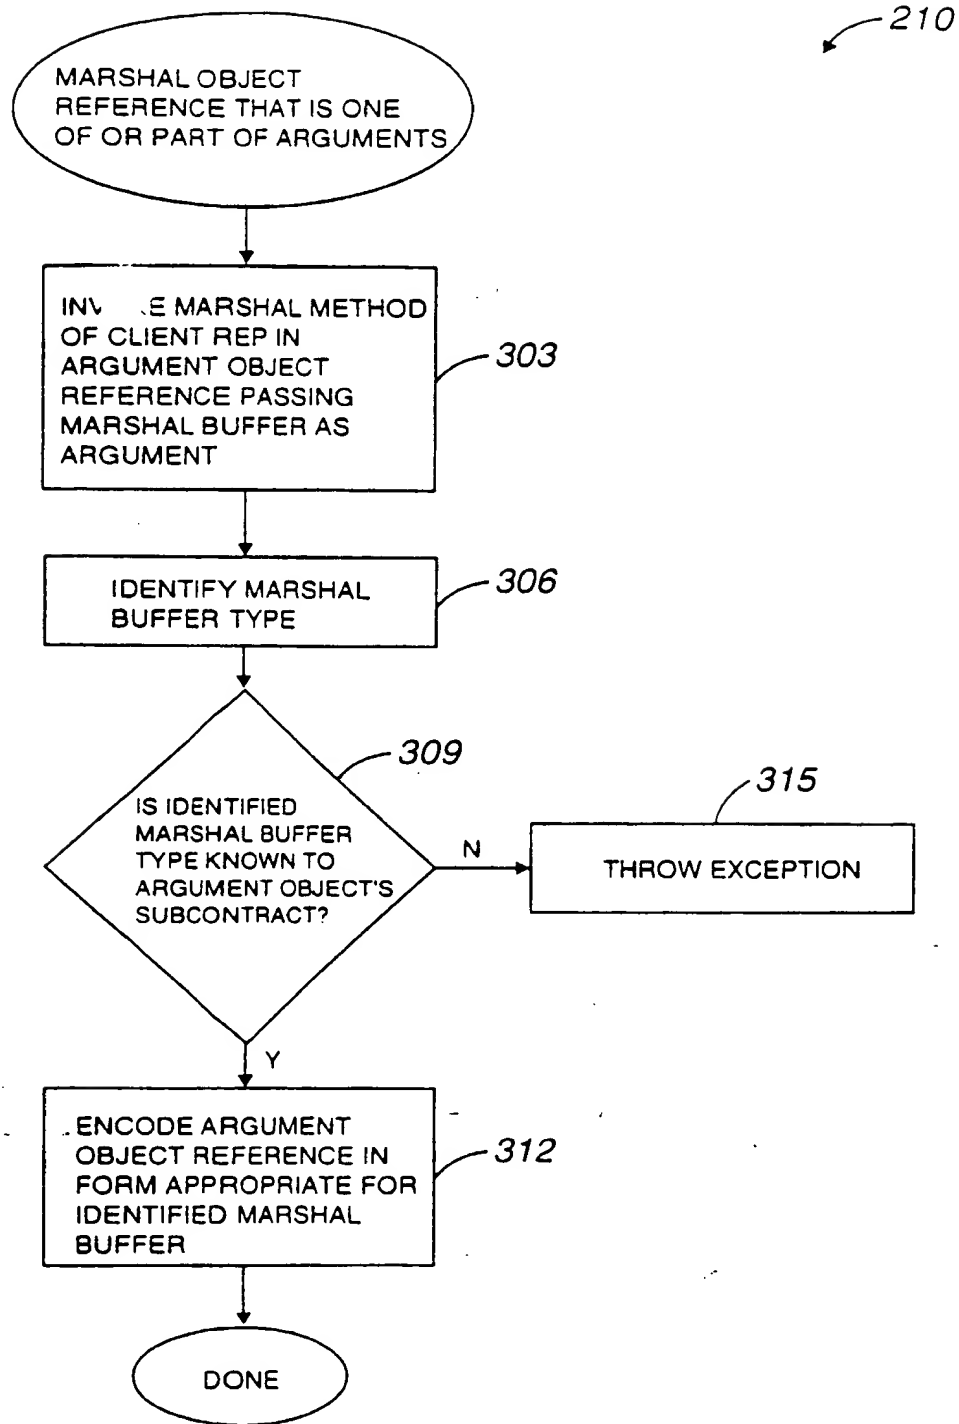 210
MARSHAL OBJECT
REFERENCE THAT IS ONE
OF OR PART OF ARGUMENTS
MARSHAL METHOD
OF CLIENT REP IN
ARGUMENT OBJECT
REFERENCE PASSING
MARSHAL BUFFER AS
ARGUMENT
303
IDENTIFY MARSHAL
BUFFER TYPE
306
309
IS IDENTIFIED
MARSHAL BUFFER
TYPE KNOWN TO
ARGUMENT OBJECT'S
SUBCONTRACT?
N
315
THROW EXCEPTION
Y
ENCODE ARGUMENT
OBJECT REFERENCE IN
FORM APPROPRIATE FOR
IDENTIFIED MARSHAL
BUFFER
312
DONE